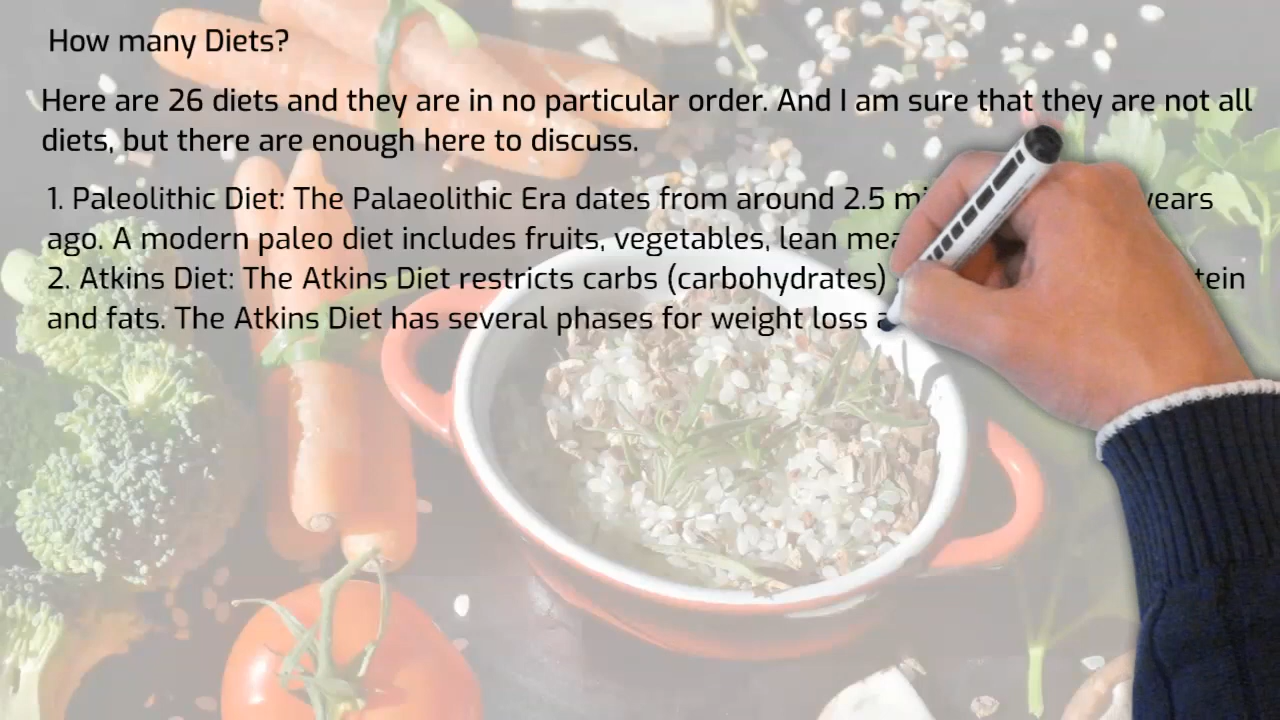 How many Diets?
Here are 26 diets and they are in no particular order. And I am sure that they are not all
diets, but there are enough here to discuss.
1. Paleolithic Diet: The Palaeolithic Era dates from around 2.5 years
ago. A modern paleo diet includes fruits, vegetables, lean
2. Atkins Diet: The Atkins Diet restricts carbs (carbohydrates)
and fats. The Atkins Diet has several phases for weight loss